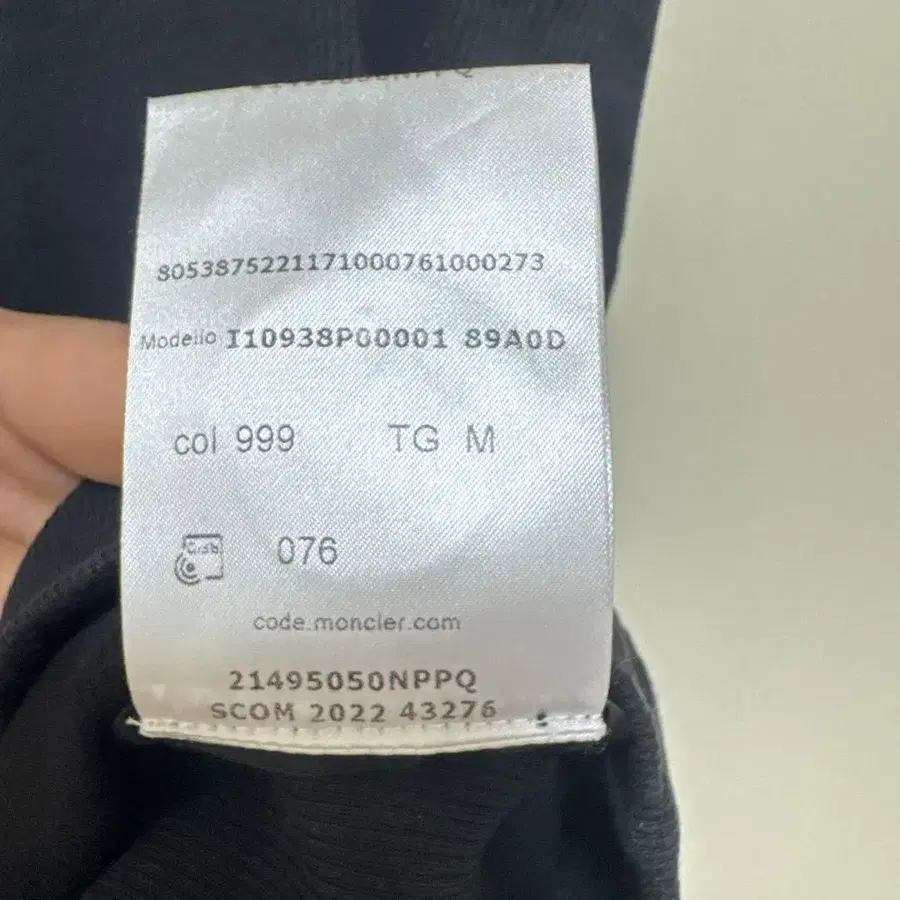 8053875221171000761000273
Modello I10938P00001 89A0D
col 999 TG M
076
code.moncler.com
21495050NPPQ
SCOM 2022 43276